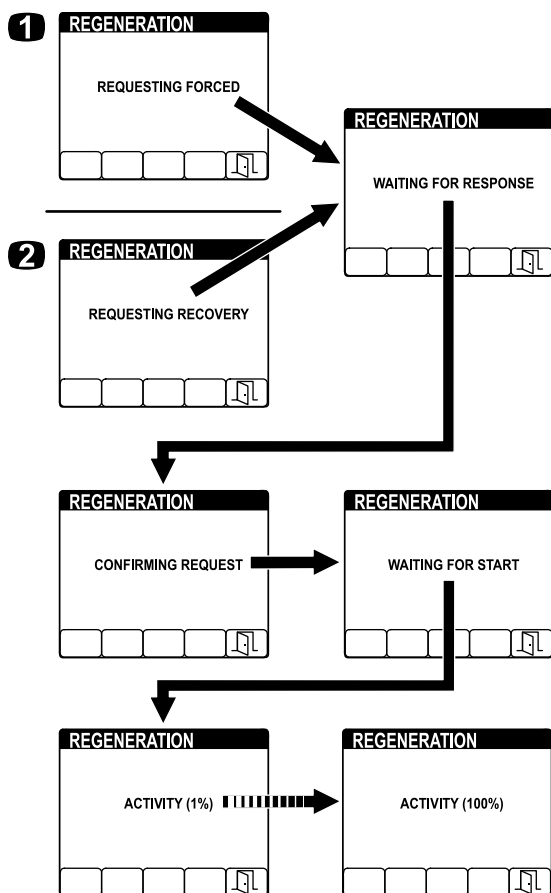 1
REGENERATION
REQUESTING FORCED
REGENERATION
WAITING FOR RESPONSE
2
REGENERATION
REQUESTING RECOVERY
REGENERATION
CONFIRMING REQUEST
REGENERATION
WAITING FOR START
REGENERATION
ACTIVITY (1%)
REGENERATION
ACTIVITY (100%)